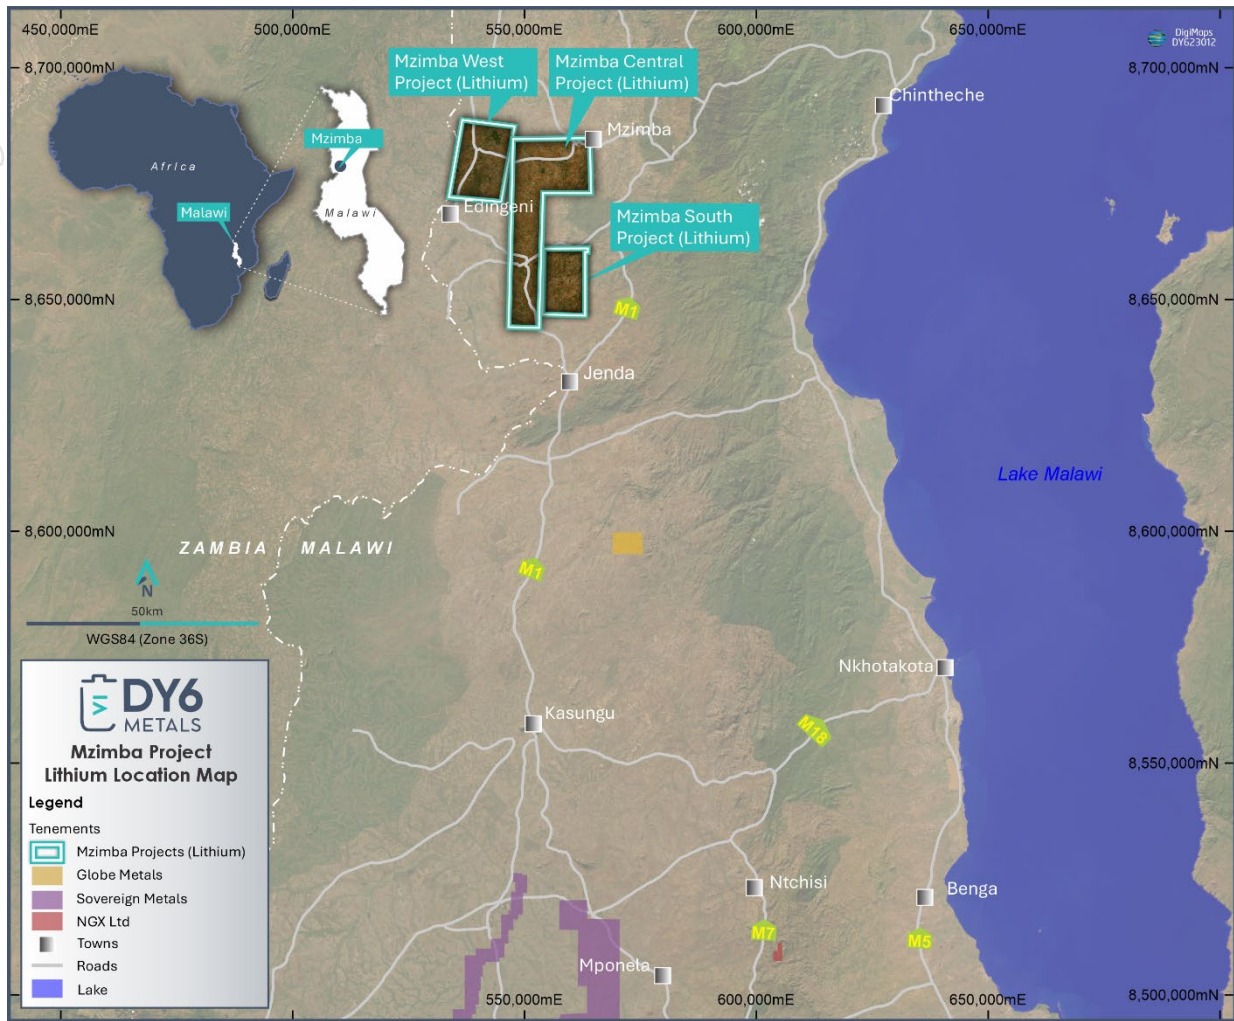 450,000mE
500,000mE
550,000mE
600,000mE
650,000mE
DigiMaps
DY623012
8,700,000mN
8,700,000mN
Mzimba West
Project (Lithium)
Mzimba Central
Project (Lithium)
Chintheche
Mzimba
Mzimba
Africa
Malawi
Malawi
Edingeni
Mzimba South
Project (Lithium)
8,650,000mN
8,650,000mN
M1
Jenda
Lake Malawi
8,600,000mN
8,600,000mN
ZAMBIA
MALAWI
M1
N
50km
WGS84 (Zone 36S)
Nkhotakota
Kasungu
M18
8,550,000mN
DY6
METALS
Mzimba Project
Lithium Location Map
Legend
Tenements
Mzimba Projects (Lithium)
Globe Metals
Sovereign Metals
NGX Ltd
Towns
Roads
Lake
Ntchisi
Benga
M7
M5
Mponela
550,000mE
600,000mE
650,000mE
8,500,000mN